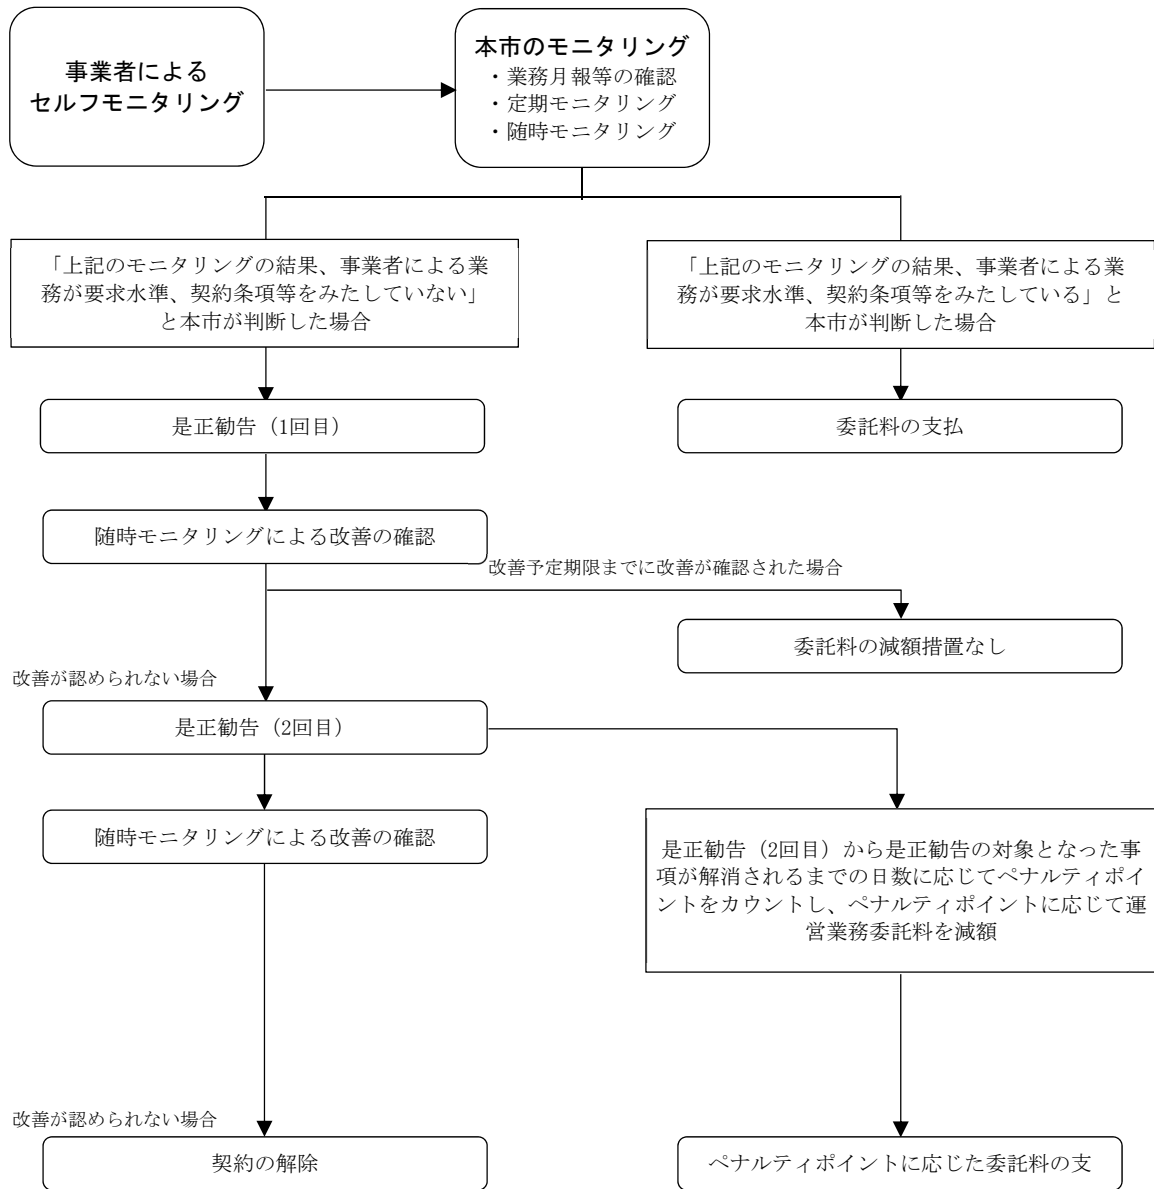 事業者による
セルフモニタリング
本市のモニタリング
・業務月報等の確認
・定期モニタリング
・随時モニタリング
「上記のモニタリングの結果、事業者による業
務が要求水準、契約条項等をみたしていない」
と本市が判断した場合
「上記のモニタリングの結果、事業者による業
務が要求水準、契約条項等をみたしている」と
本市が判断した場合
是正勧告（1回目）
委託料の支払
随時モニタリングによる改善の確認
改善予定期限までに改善が確認された場合
委託料の減額措置なし
改善が認められない場合
是正勧告（2回目）
随時モニタリングによる改善の確認
是正勧告（2回目）から是正勧告の対象となった事
項が解消されるまでの日数に応じてペナルティポイ
ントをカウントし、ペナルティポイントに応じて運
営業務委託料を減額
改善が認められない場合
契約の解除
ペナルティポイントに応じた委託料の支